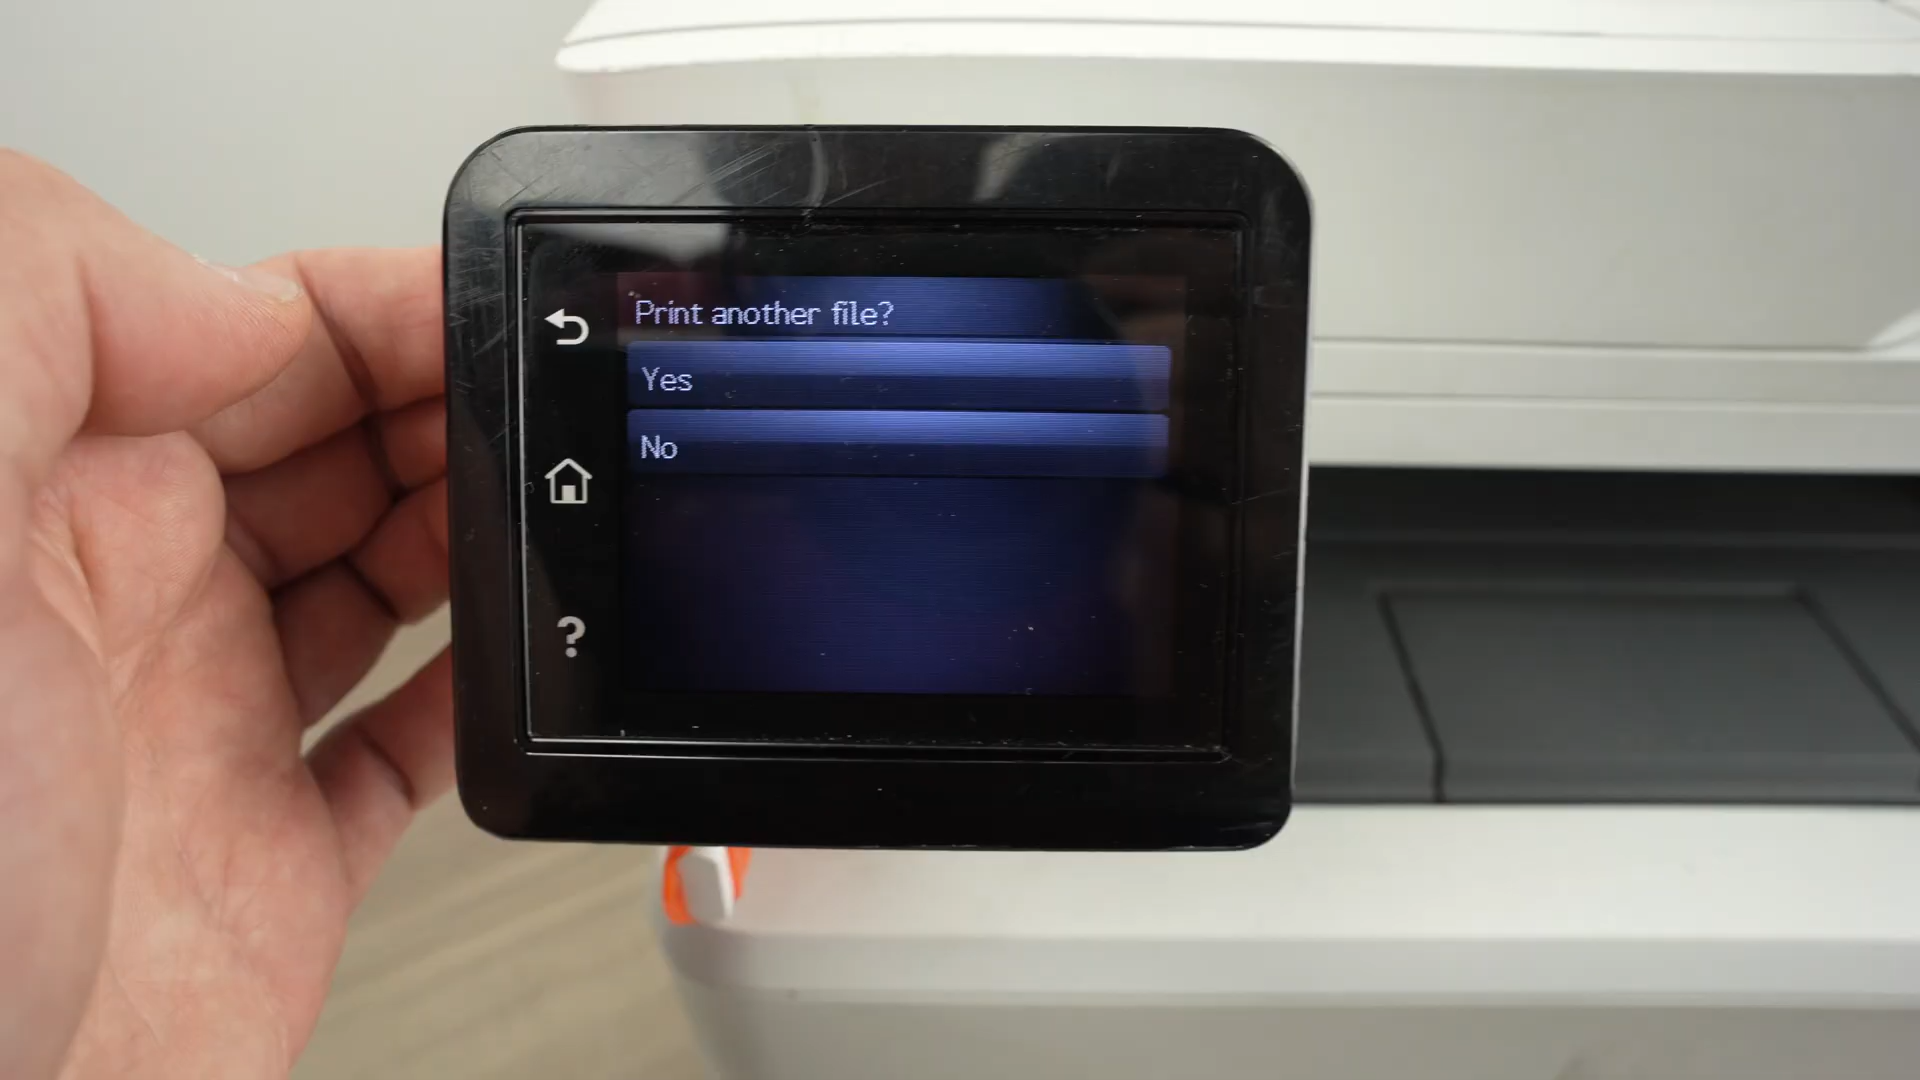 Print another file?
Yes
No
?